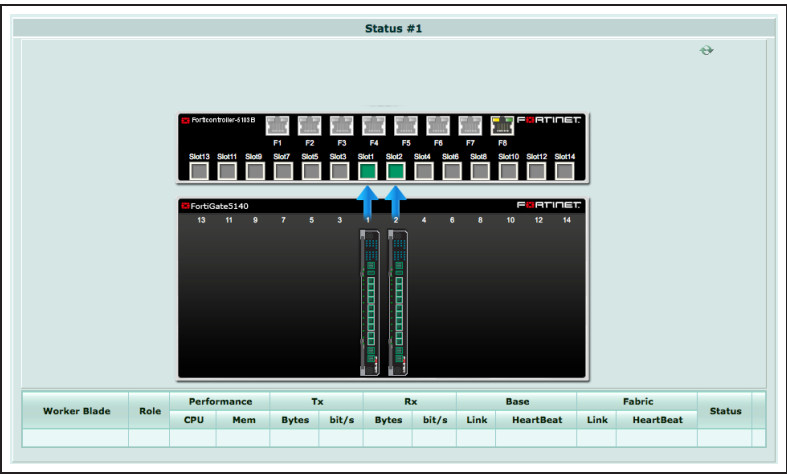 Status #1
Forticontroller-5103B
FORTINET.
F1 F2 F3 F4 F5 F6 F7 F8
Slot13 Slot11 Slot9 Slot7 Slot5 Slot3 Slot1 Slot2 Slot4 Slot6 Slot8 Slot10 Slot12 Slot14
FortiGate5140
FORTINET.
13 11 9 7 5 3 1 2 4 6 8 10 12 14
Worker Blade Role Performance Tx Rx Base Fabric Status
CPU Mem Bytes bit/s Bytes bit/s Link HeartBeat Link HeartBeat